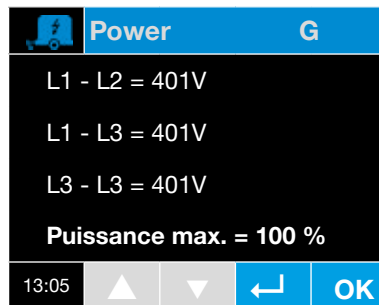 Power G
L1 - L2 = 401V
L1 - L3 = 401V
L3 - L3 = 401V
Puissance max. = 100 %
13:05 OK